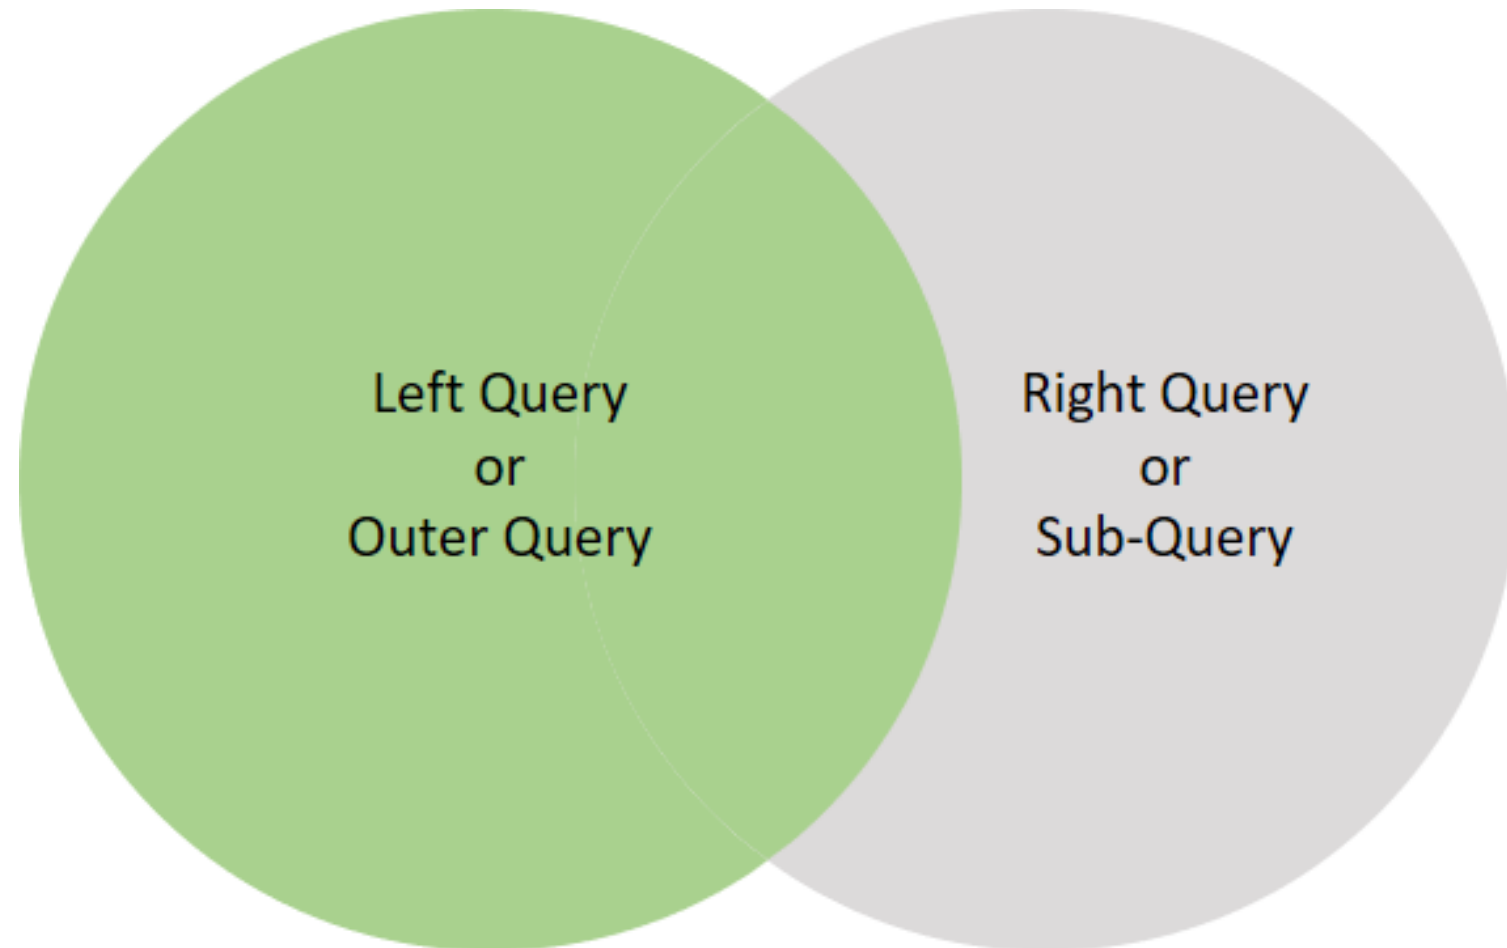 Left Query
or
Outer Query
Right Query
or
Sub-Query